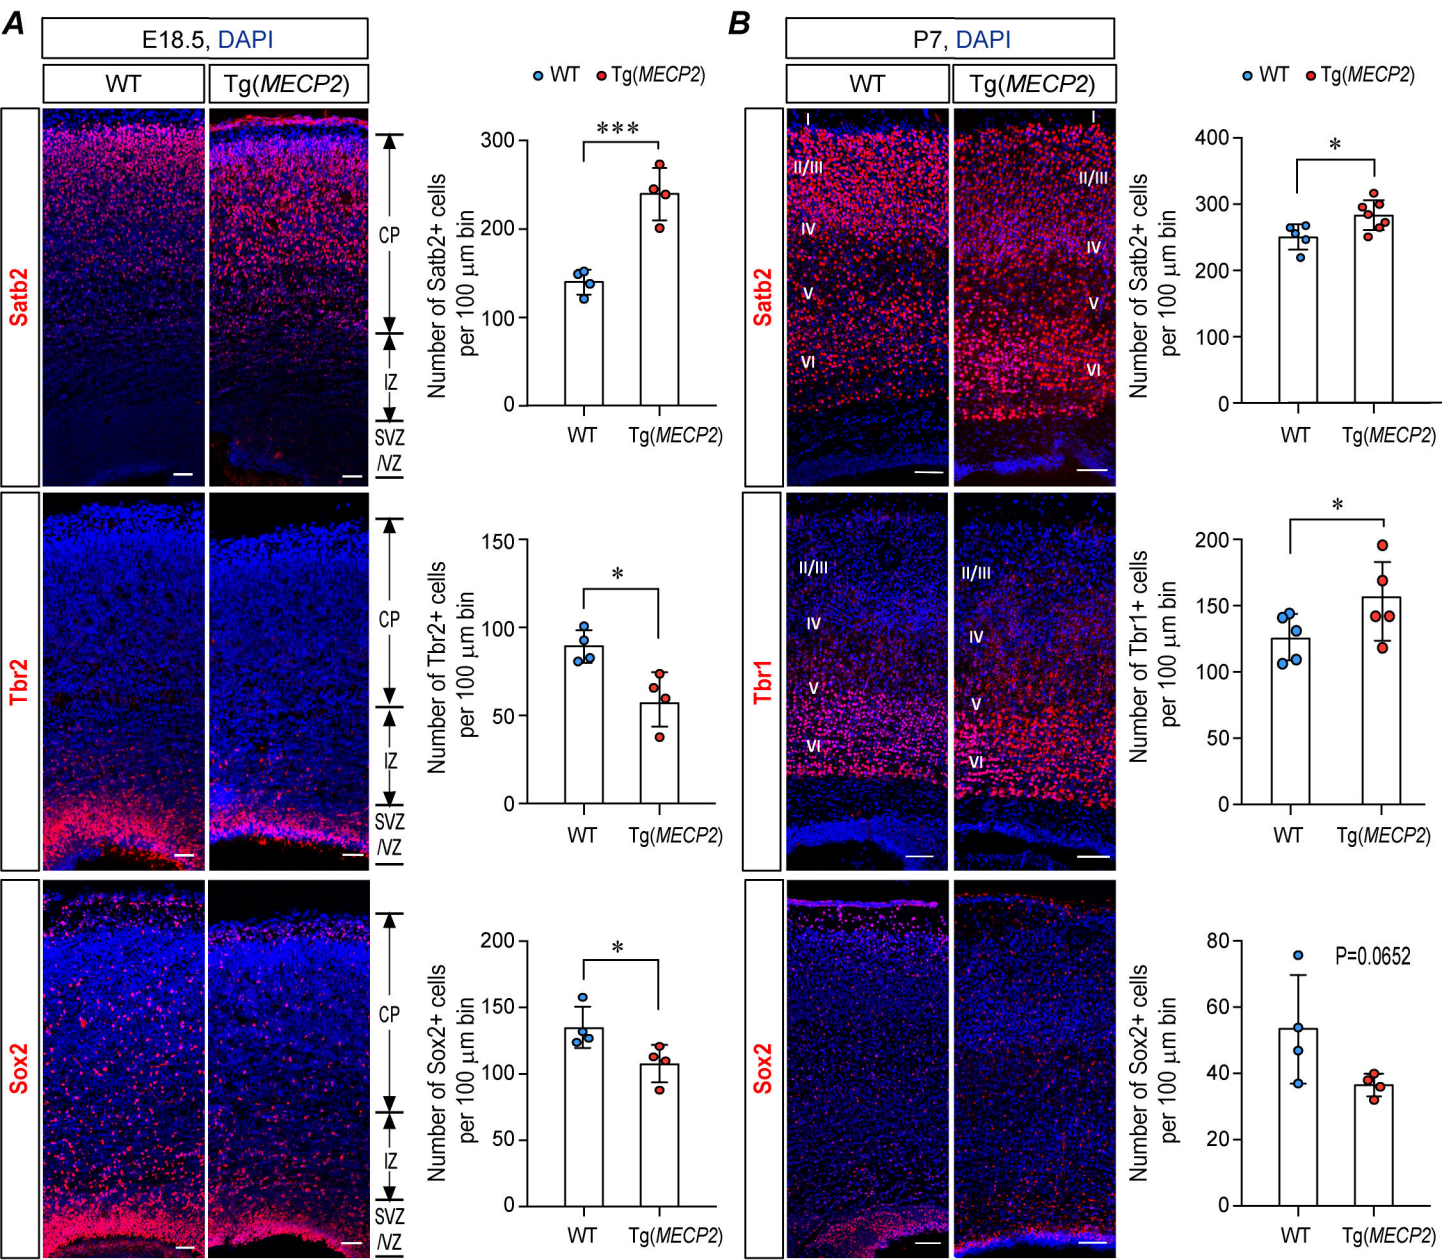 A
E18.5, DAPI
WT
Tg(MECP2)
WT Tg(MECP2)
Satb2
CP
IZ
SVZ
/VZ
Number of Satb2+ cells
per 100 μm bin
300
200
100
0
***
WT
Tg(MECP2)
Tbr2
CP
IZ
SVZ
/VZ
Number of Tbr2+ cells
per 100 μm bin
150
100
50
0
*
WT
Tg(MECP2)
Sox2
CP
IZ
SVZ
/VZ
Number of Sox2+ cells
per 100 μm bin
200
150
100
50
0
*
WT
Tg(MECP2)
B
P7, DAPI
WT
Tg(MECP2)
WT Tg(MECP2)
Satb2
I
II/III
IV
V
VI
I
II/III
IV
V
VI
Number of Satb2+ cells
per 100 μm bin
400
300
200
100
0
*
WT
Tg(MECP2)
Tbr1
II/III
IV
V
VI
II/III
IV
V
VI
Number of Tbr1+ cells
per 100 μm bin
200
150
100
50
0
*
WT
Tg(MECP2)
Sox2
Number of Sox2+ cells
per 100 μm bin
80
60
40
20
0
P=0.0652
WT
Tg(MECP2)